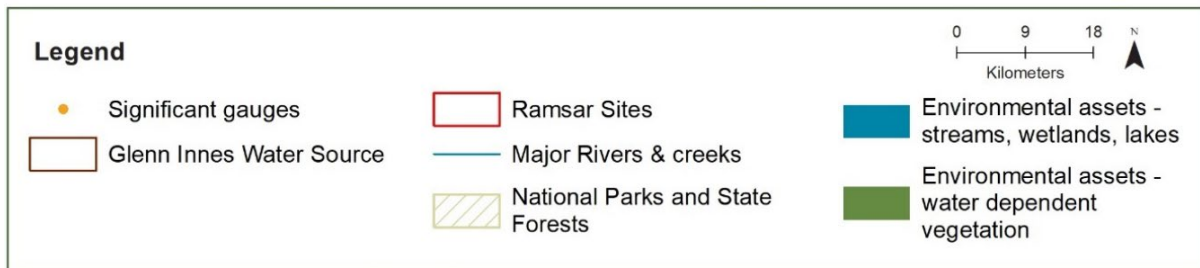 Legend
0 9 18
Kilometers
N
Significant gauges
Glenn Innes Water Source
Ramsar Sites
Major Rivers & creeks
National Parks and State
Forests
Environmental assets -
streams, wetlands, lakes
Environmental assets -
water dependent
vegetation